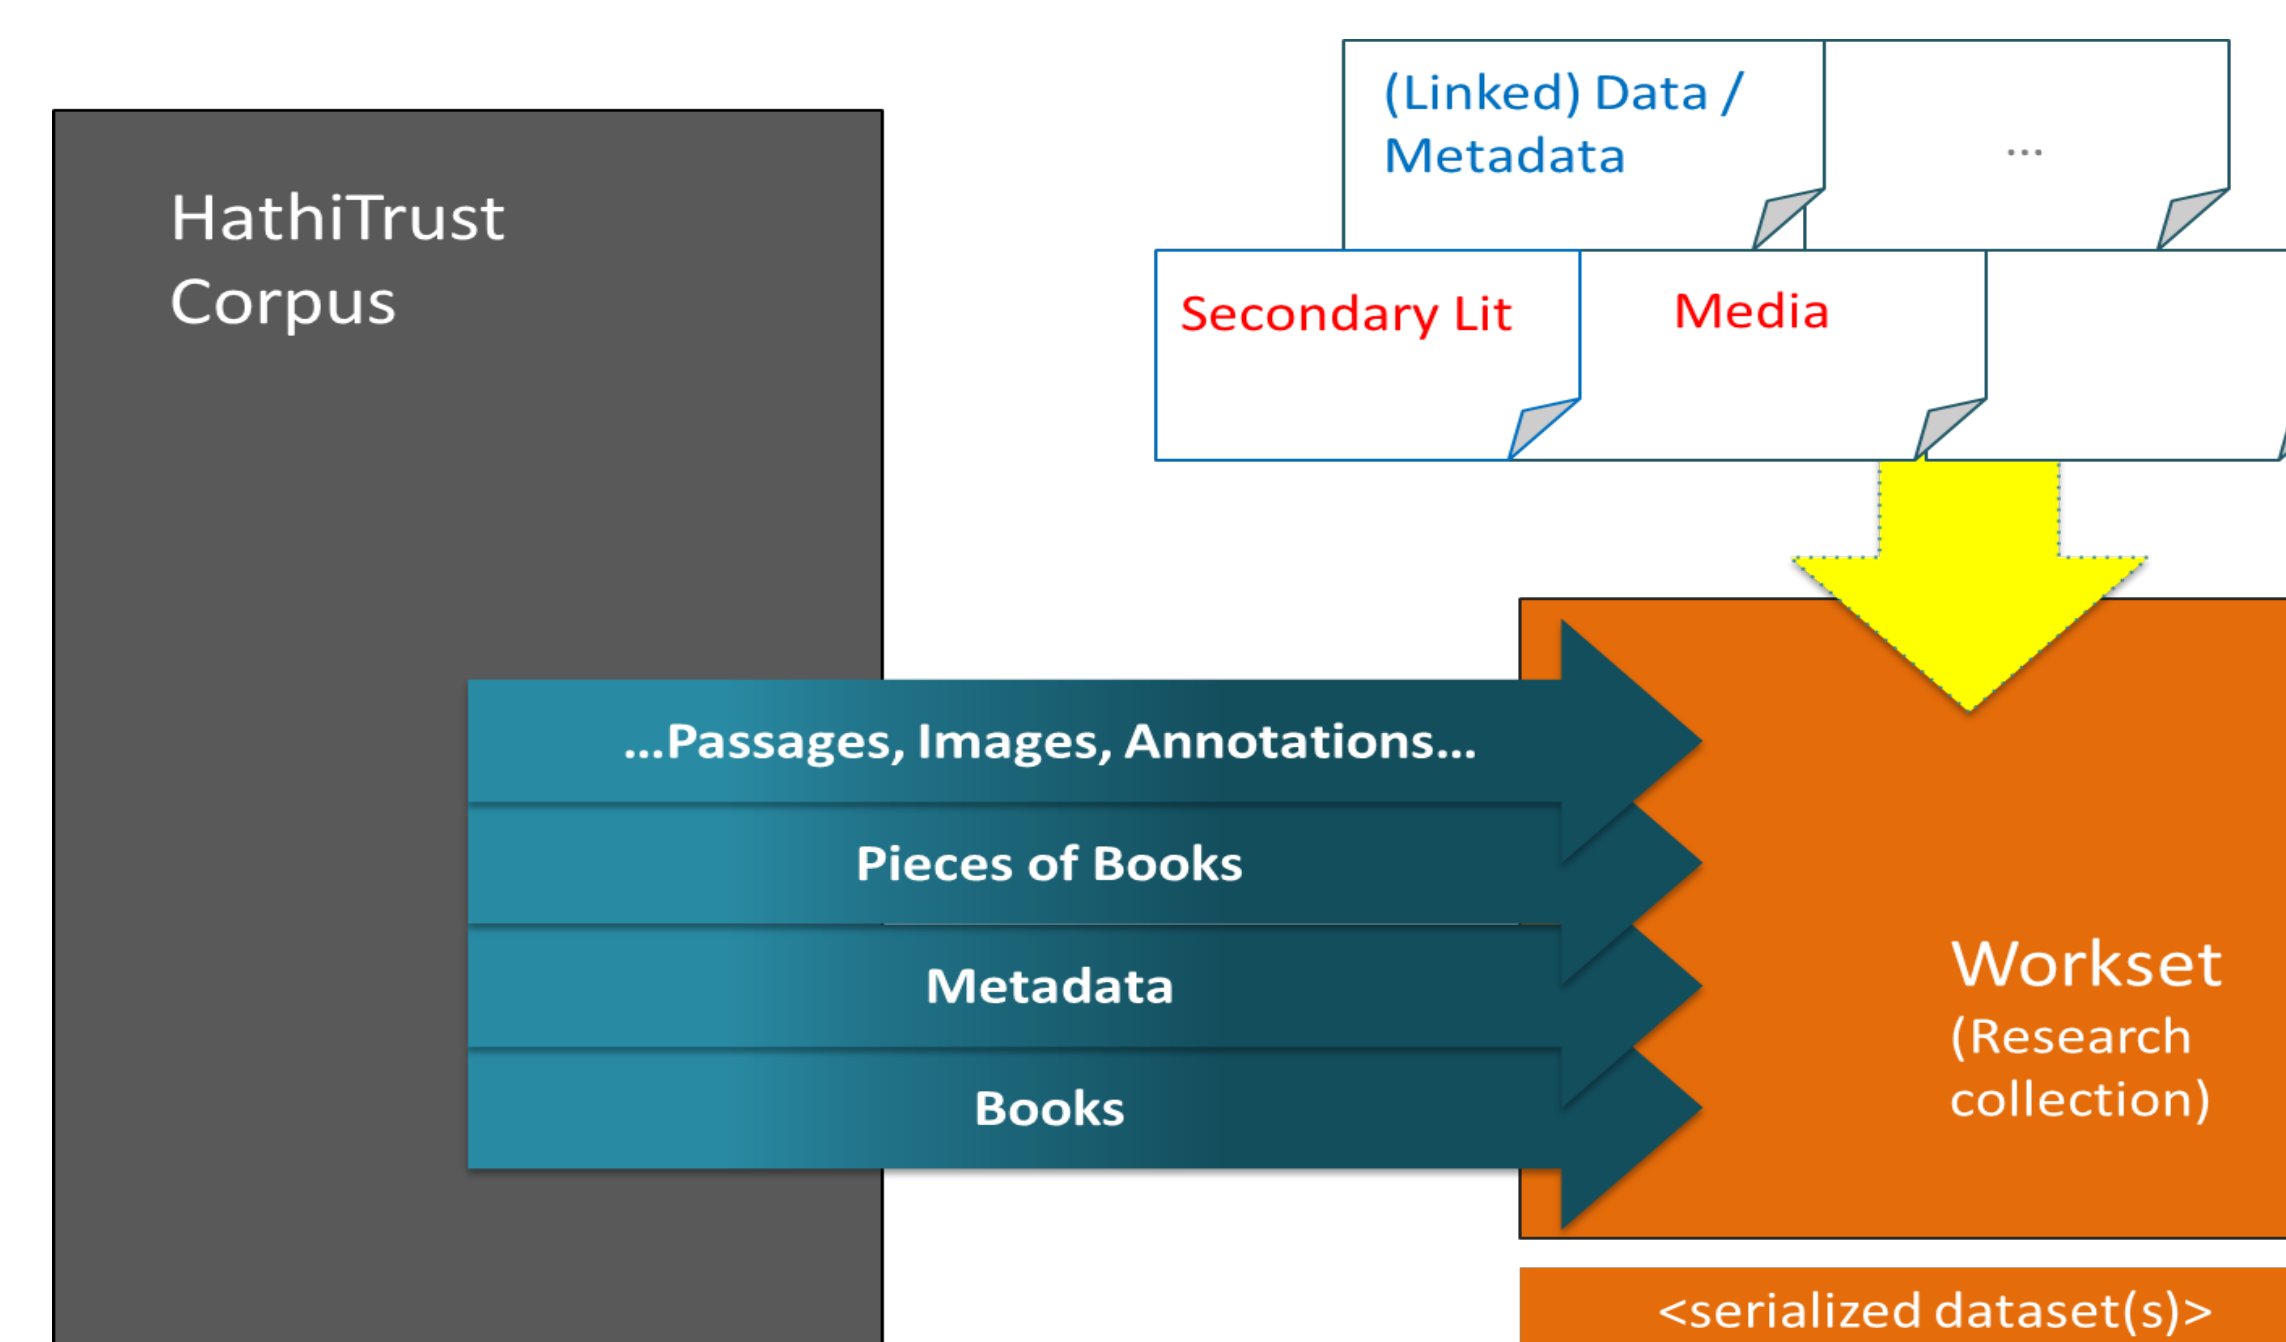 HathiTrust
Corpus
(Linked) Data /
Metadata
...
Secondary Lit
Media
...Passages, Images, Annotations...
Pieces of Books
Metadata
Books
Workset
(Research
collection)
<serialized dataset(s)>